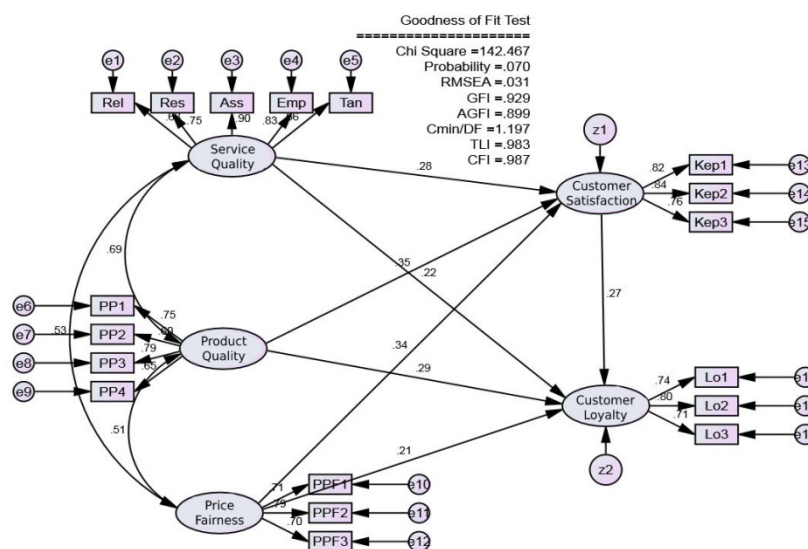 Goodness of Fit Test
=====================
Chi Square =142.467
Probability =.070
RMSEA =.031
GFI =.929
AGFI =.899
Cmin/DF =1.197
TLI =.983
CFI =.987
e1 e2 e3 e4 e5
Rel Res Ass Emp Tan
.75 .90 .83
Service
Quality
z1
.28
Customer
Satisfaction
.82 Kep1 e13
.84 Kep2 e14
.76 Kep3 e15
.69
.35
.22
.27
.53
e6 PP1 .75
e7 PP2
e8 PP3 .79
e9 PP4 .65
Product
Quality
.34
.29
Customer
Loyalty
.74 Lo1
.80 Lo2
.71 Lo3
z2
.51
.21
Price
Fairness
.71 PPF1 e10
.79 PPF2 e11
.70 PPF3 e12